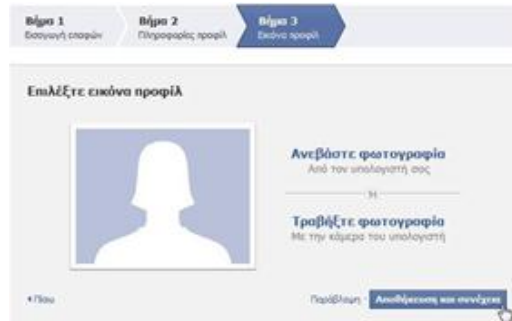 Βήμα 1
Εισαγωγή επαφών
Βήμα 2
Πληροφορίες προφίλ
Βήμα 3
Εικόνα προφίλ
Επιλέξτε εικόνα προφίλ
Ανεβάστε φωτογραφία
Από τον υπολογιστή σας
Ή
Τραβήξτε φωτογραφία
Με την κάμερα του υπολογιστή
Πίσω
Παράβλεψη · Αποθήκευση και συνέχεια